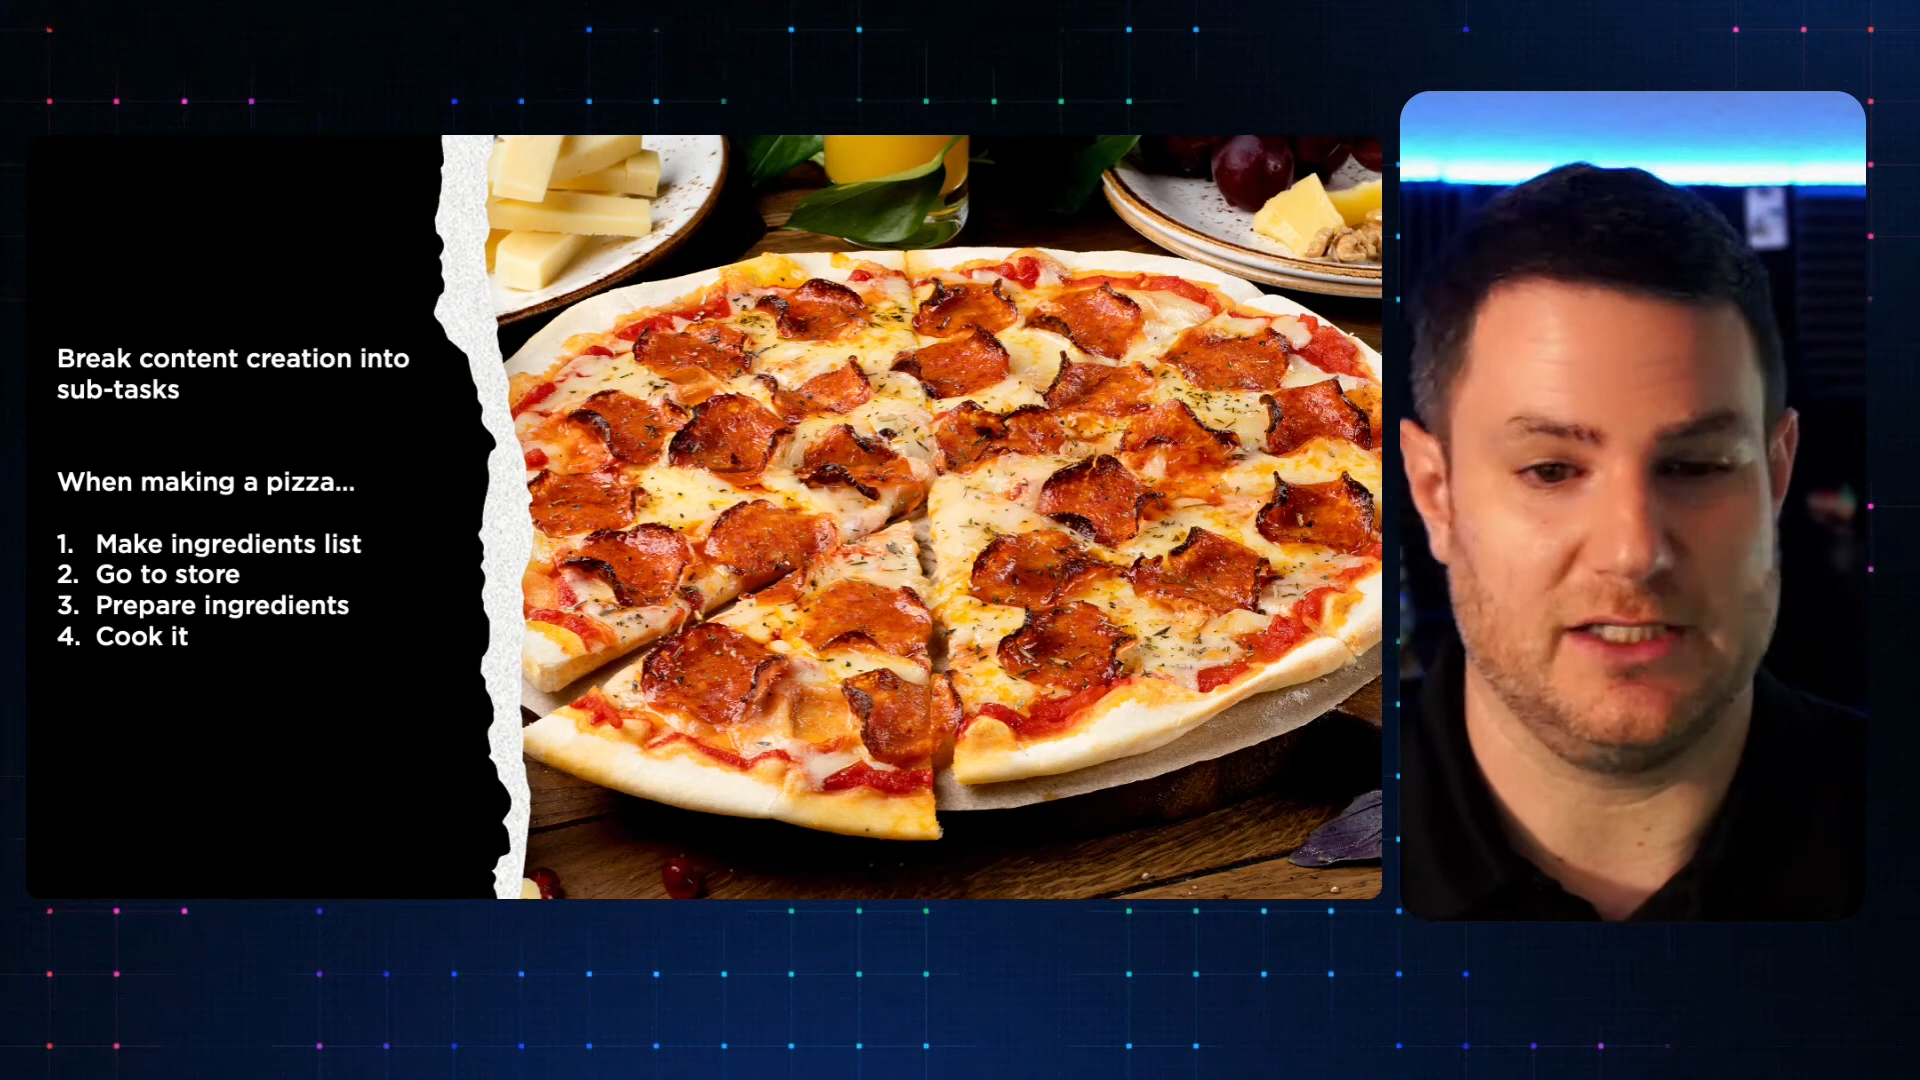 Break content creation into
sub-tasks
When making a pizza...
1. Make ingredients list
2. Go to store
3. Prepare ingredients
4. Cook it